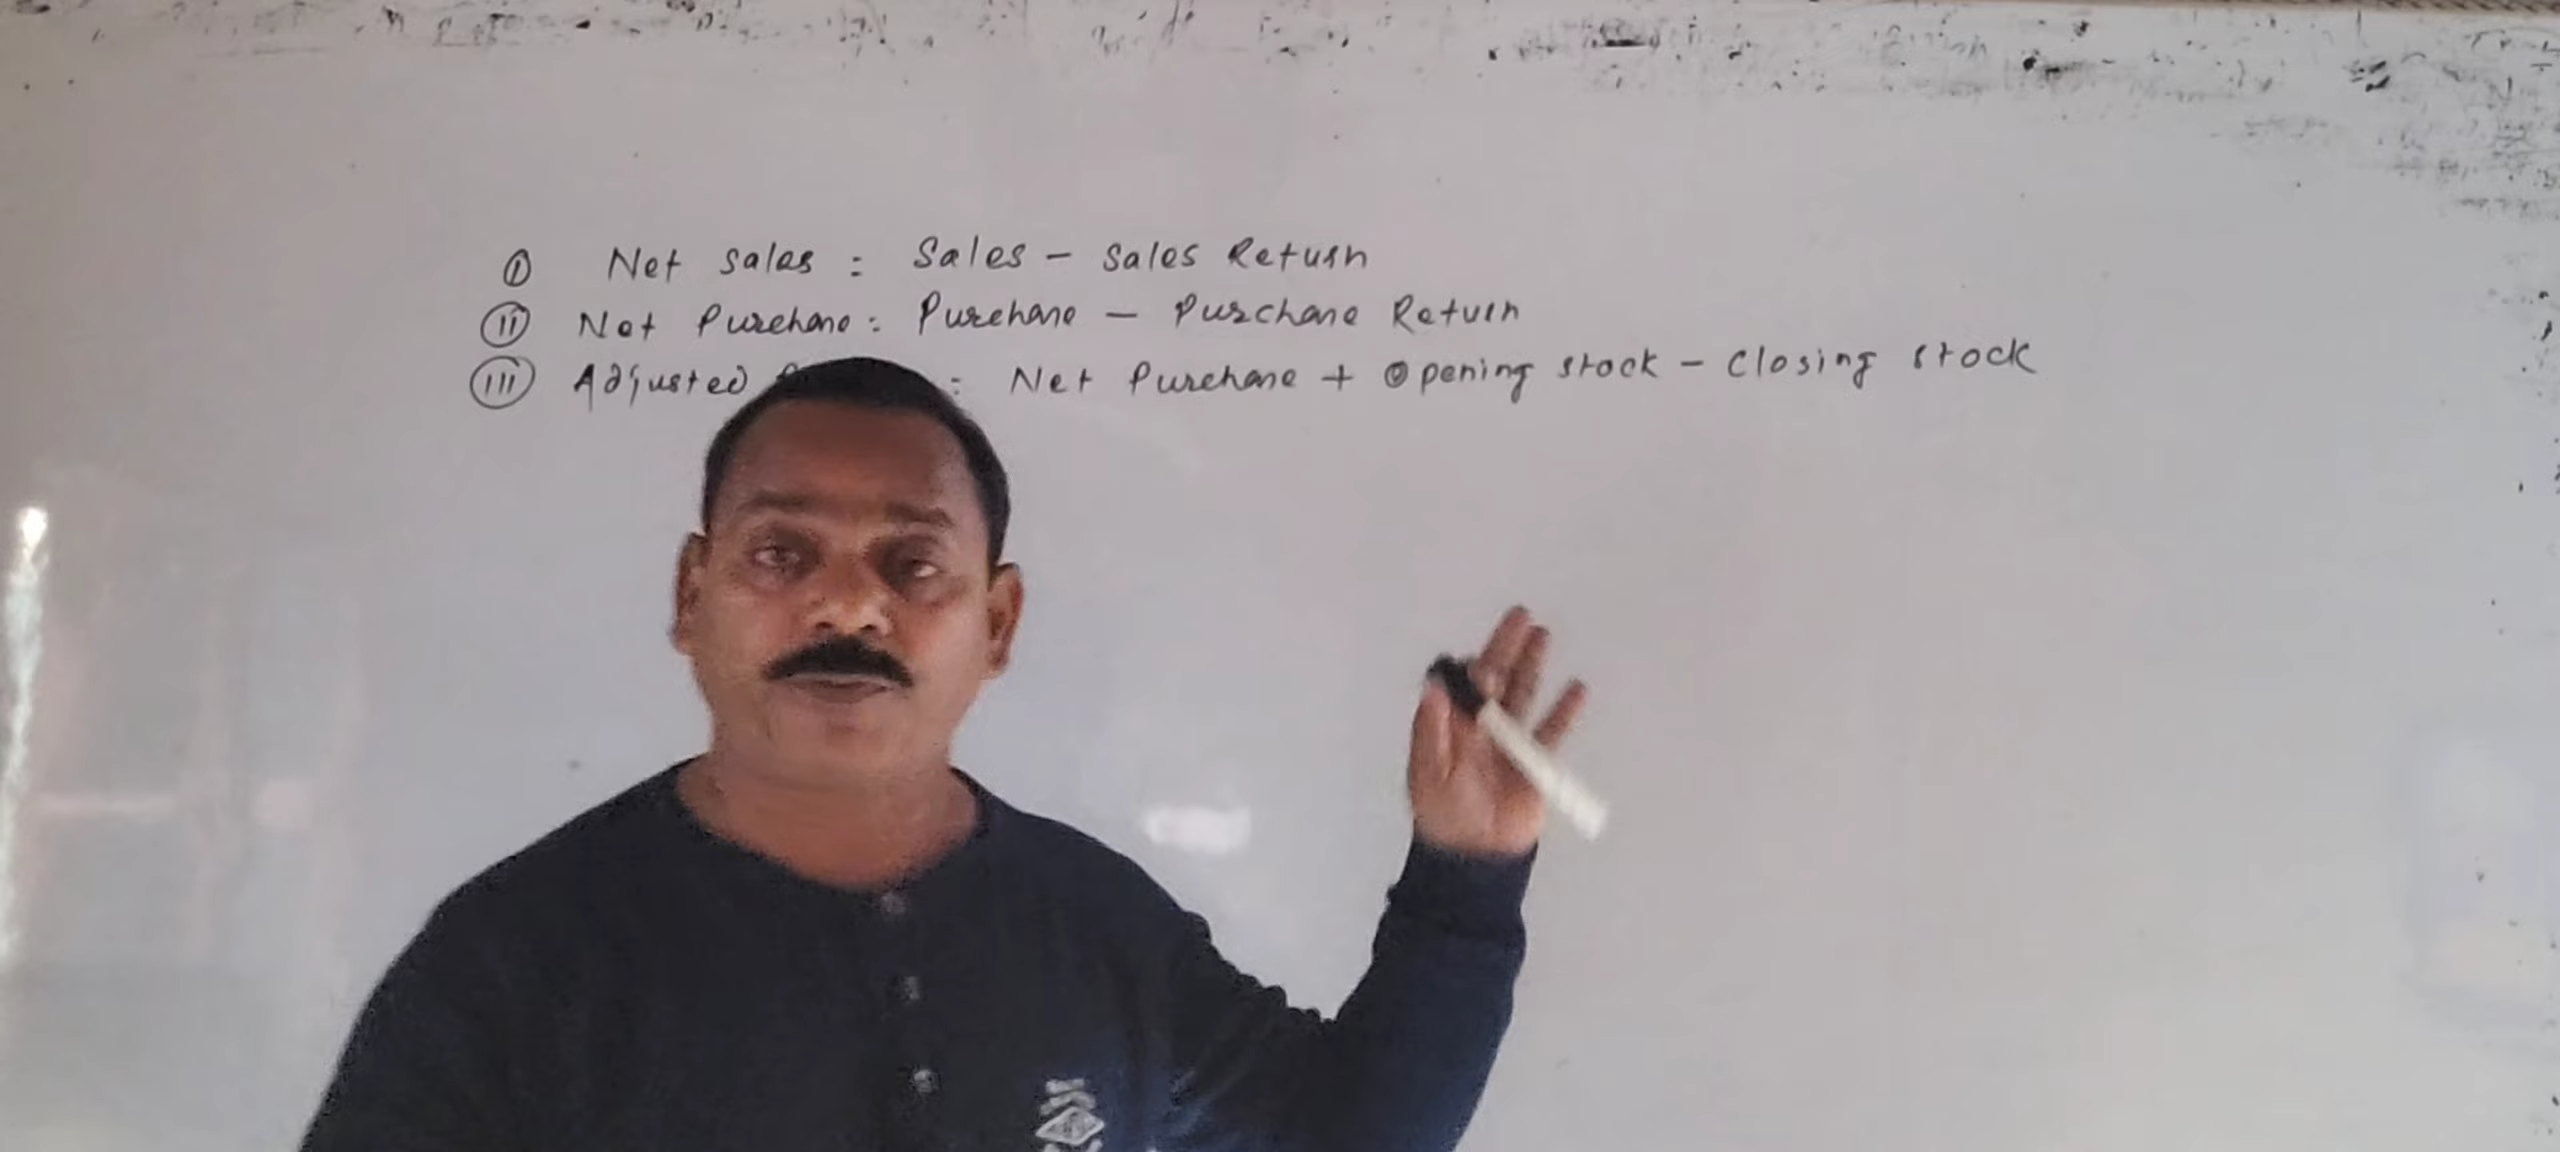 ① Net Sales : Sales - Sales Return
ⓘⓘ Net Purchase : Purchase - Purchase Return
ⓘⓘⓘ Adjusted : Net Purchase + Opening Stock - Closing Stock